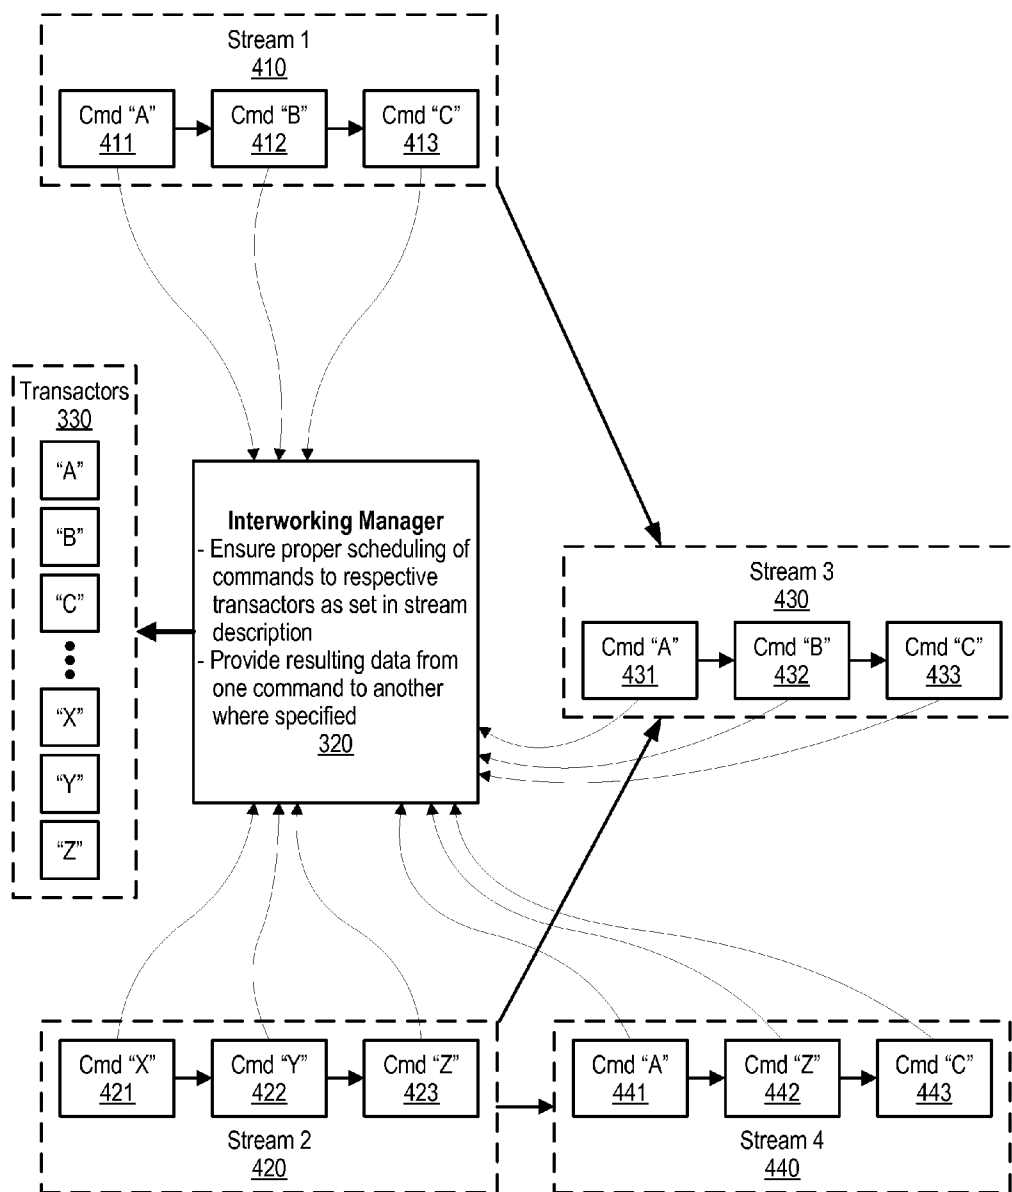 Stream 1
410
Cmd “A”
411
Cmd “B”
412
Cmd “C”
413
Transactors
330
“A”
“B”
“C”
“X”
“Y”
“Z”
Interworking Manager
- Ensure proper scheduling of
commands to respective
transactors as set in stream
description
- Provide resulting data from
one command to another
where specified
320
Stream 3
430
Cmd “A”
431
Cmd “B”
432
Cmd “C”
433
Cmd “X”
421
Cmd “Y”
422
Cmd “Z”
423
Stream 2
420
Cmd “A”
441
Cmd “Z”
442
Cmd “C”
443
Stream 4
440